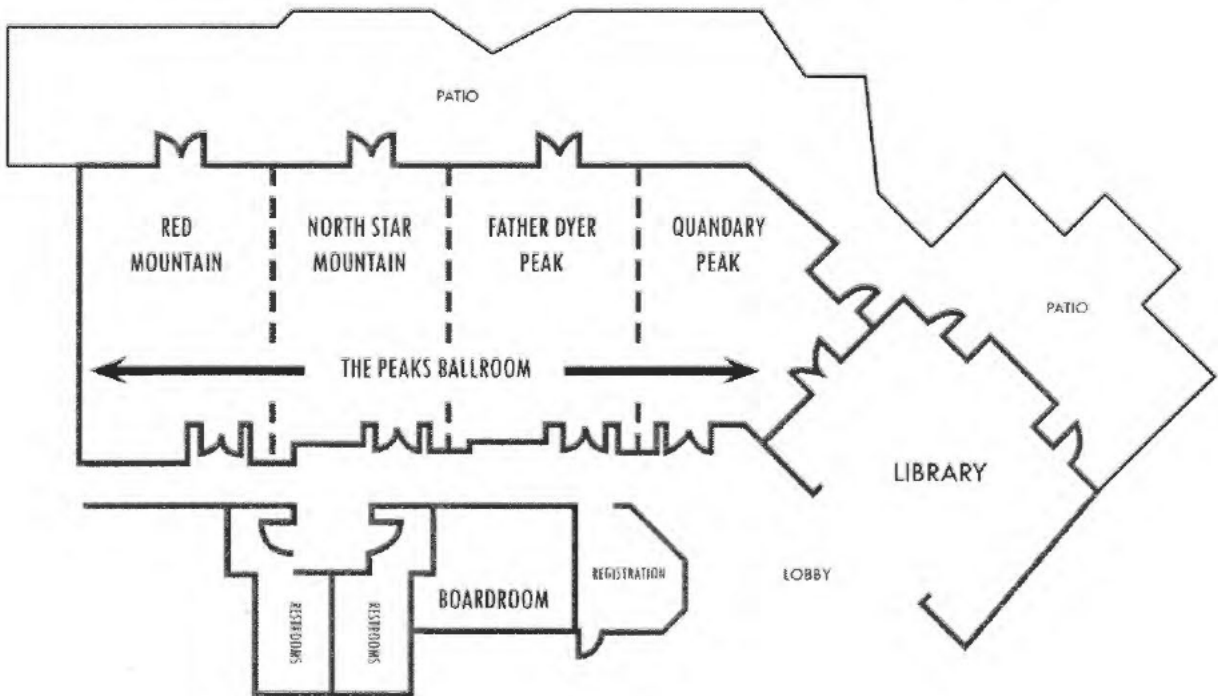 PATIO
RED
MOUNTAIN
NORTH STAR
MOUNTAIN
FATHER DYER
PEAK
QUANDARY
PEAK
PATIO
THE PEAKS BALLROOM
LIBRARY
REGISTRATION
LOBBY
BOARDROOM
RESTROOMS
RESTROOMS